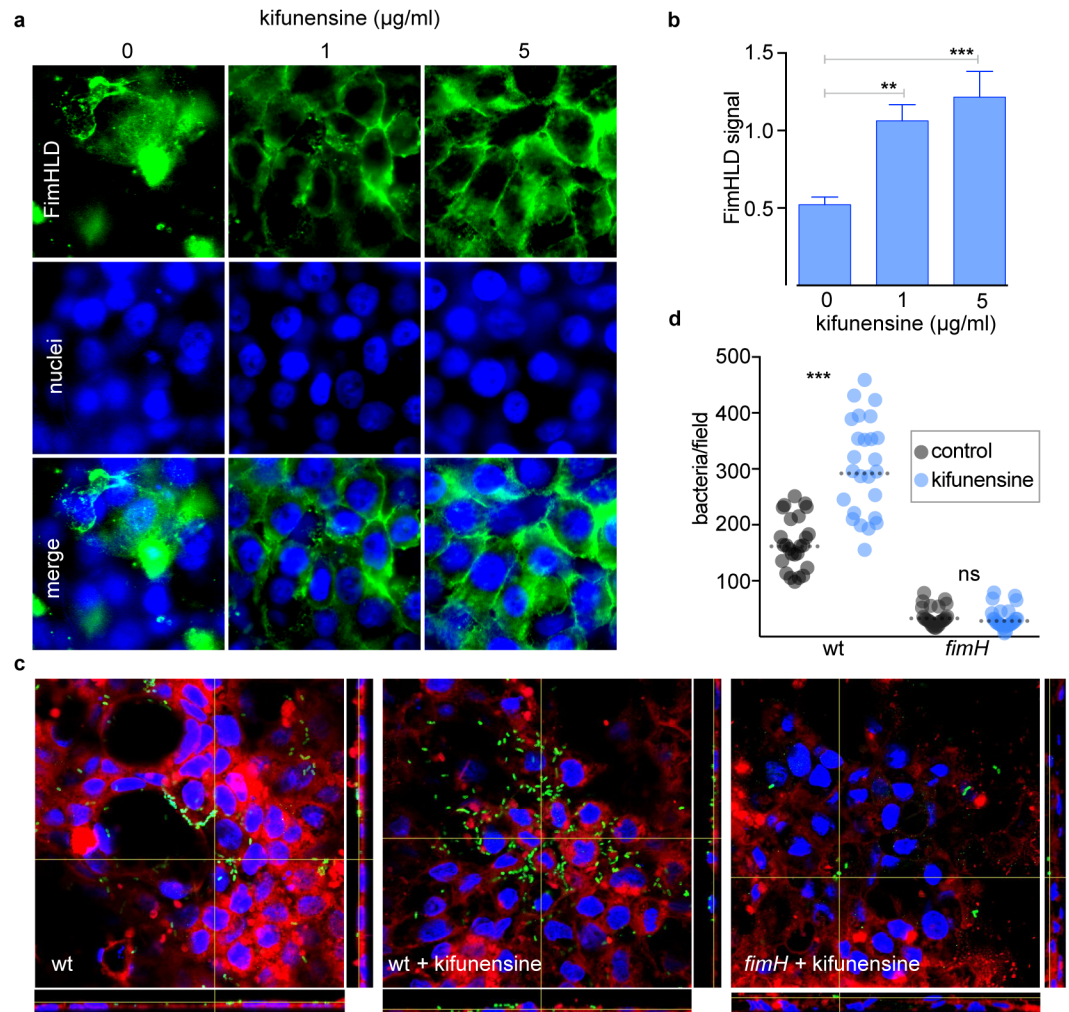 a
kifunensine (µg/ml)
0 1 5
FimHLD
nuclei
merge
b
1.5
1.0
0.5
FimHLD signal
**
***
0 1 5
kifunensine (µg/ml)
d
500
400
300
200
100
bacteria/field
***
ns
control
kifunensine
wt fimH
c
wt
wt + kifunensine
fimH + kifunensine